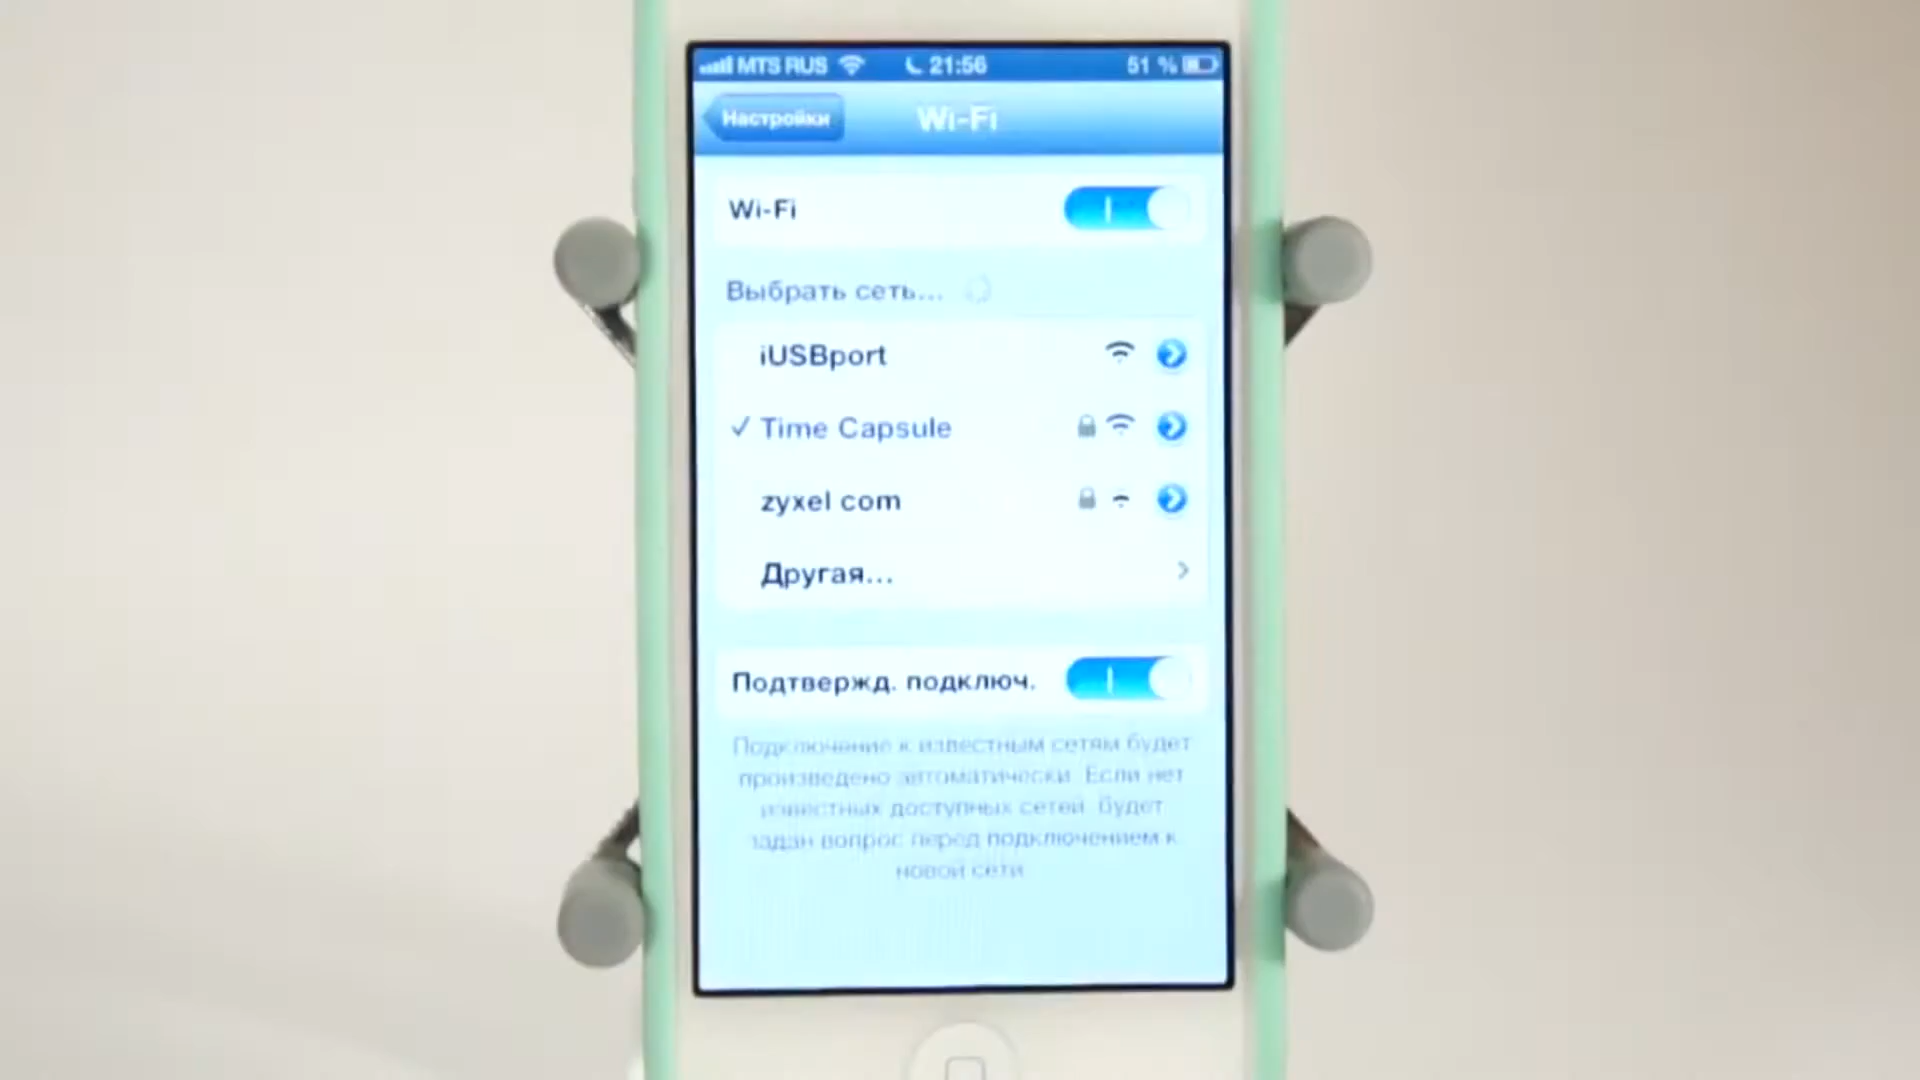 MTS RUS 21:56 51 %
Настройки Wi-Fi
Wi-Fi
Выбрать сеть...
iUSBport
✓ Time Capsule
zyxel com
Другая...
Подтвержд. подключ.
Подключение к известным сетям будет
произведено автоматически. Если нет
известных доступных сетей, будет
задан вопрос перед подключением к
новой сети